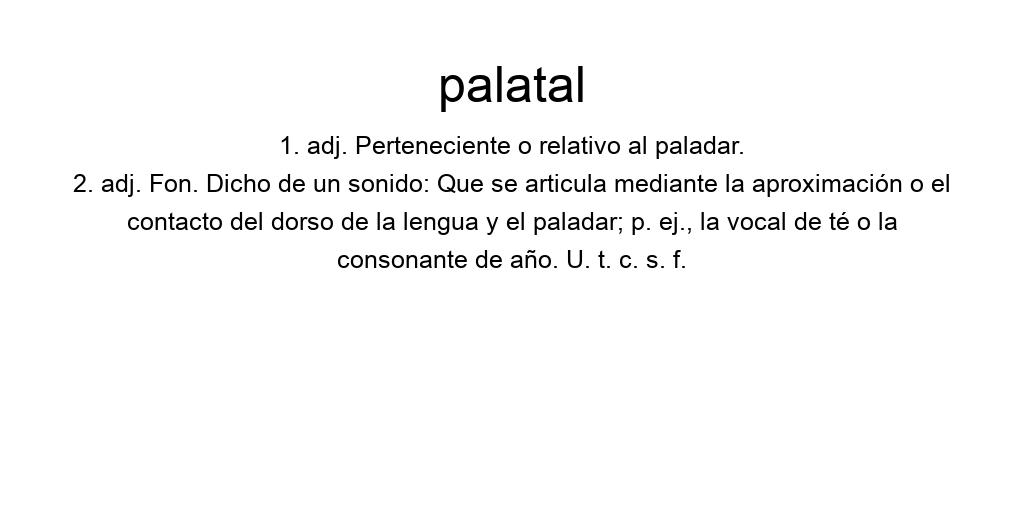 palatal
1. adj. Perteneciente o relativo al paladar.
2. adj. Fon. Dicho de un sonido: Que se articula mediante la aproximación o el
contacto del dorso de la lengua y el paladar; p. ej., la vocal de té o la
consonante de año. U. t. c. s. f.